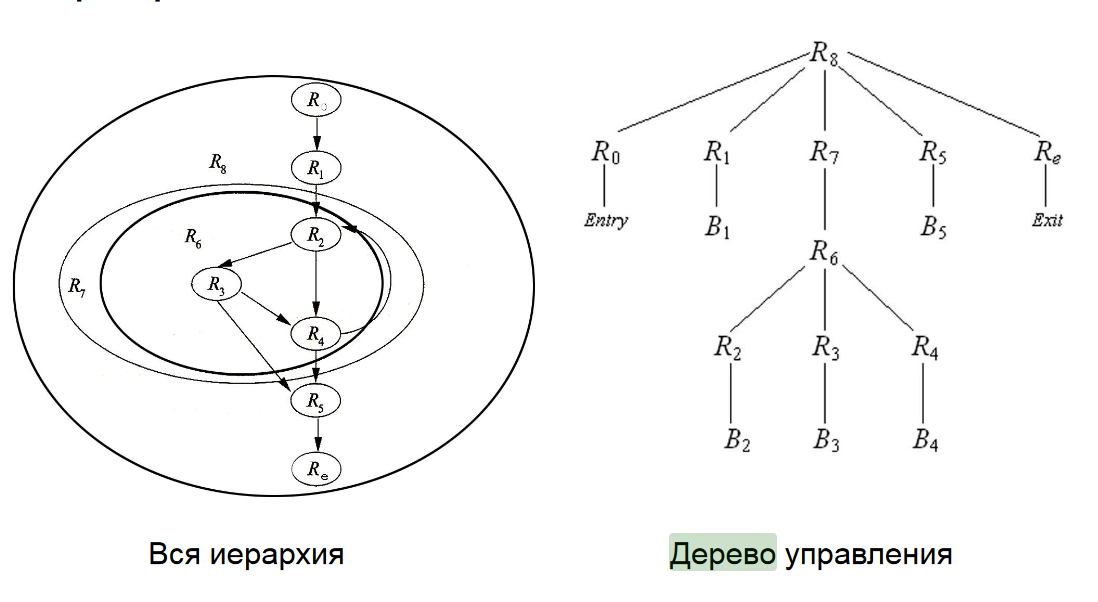 R₀
R₁
R₈
R₂
R₆
R₃
R₇
R₄
R₅
Rₑ
Вся иерархия
R₈
R₀ R₁ R₇ R₅ Rₑ
Entry B₁ B₅ Exit
R₆
R₂ R₃ R₄
B₂ B₃ B₄
Дерево управления